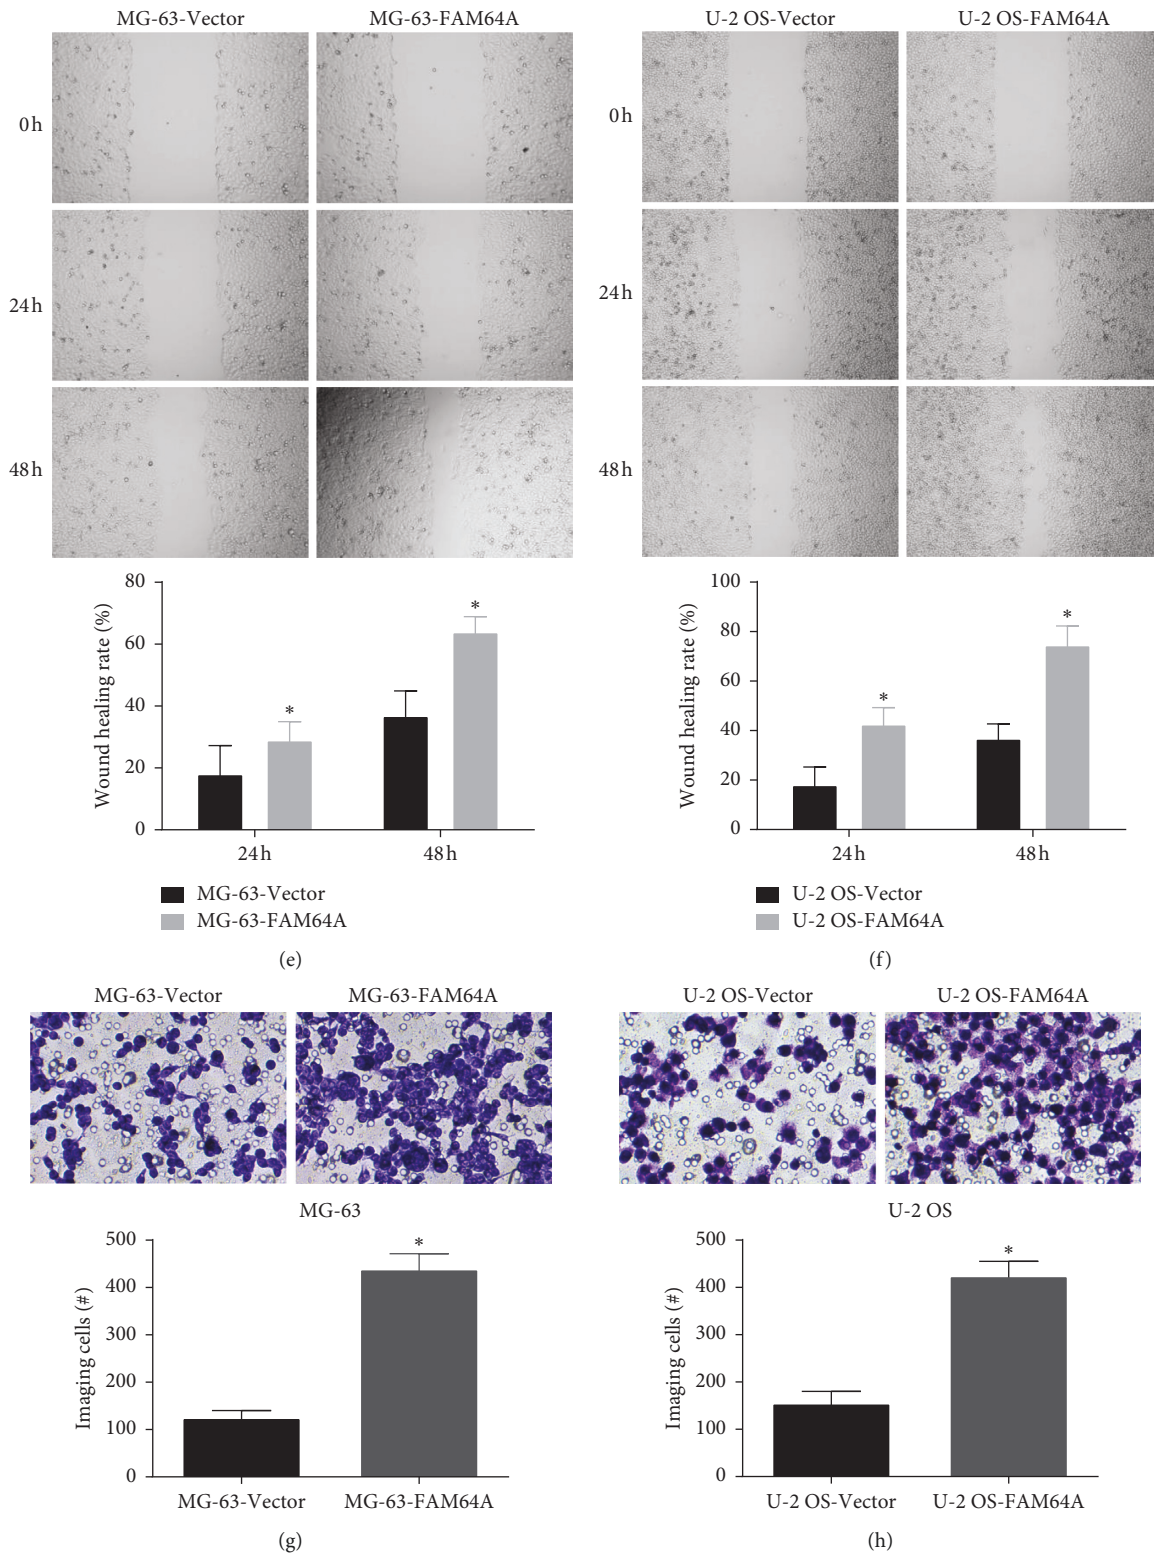 MG-63-Vector
MG-63-FAM64A
0h
24h
48h
80
60
40
20
0
Wound healing rate (%)
*
*
24h
48h
MG-63-Vector
MG-63-FAM64A
(e)
U-2 OS-Vector
U-2 OS-FAM64A
0h
24h
48h
100
80
60
40
20
0
Wound healing rate (%)
*
*
24h
48h
U-2 OS-Vector
U-2 OS-FAM64A
(f)
MG-63-Vector
MG-63-FAM64A
MG-63
500
400
300
200
100
0
Imaging cells (#)
*
MG-63-Vector
MG-63-FAM64A
(g)
U-2 OS-Vector
U-2 OS-FAM64A
U-2 OS
500
400
300
200
100
0
Imaging cells (#)
*
U-2 OS-Vector
U-2 OS-FAM64A
(h)